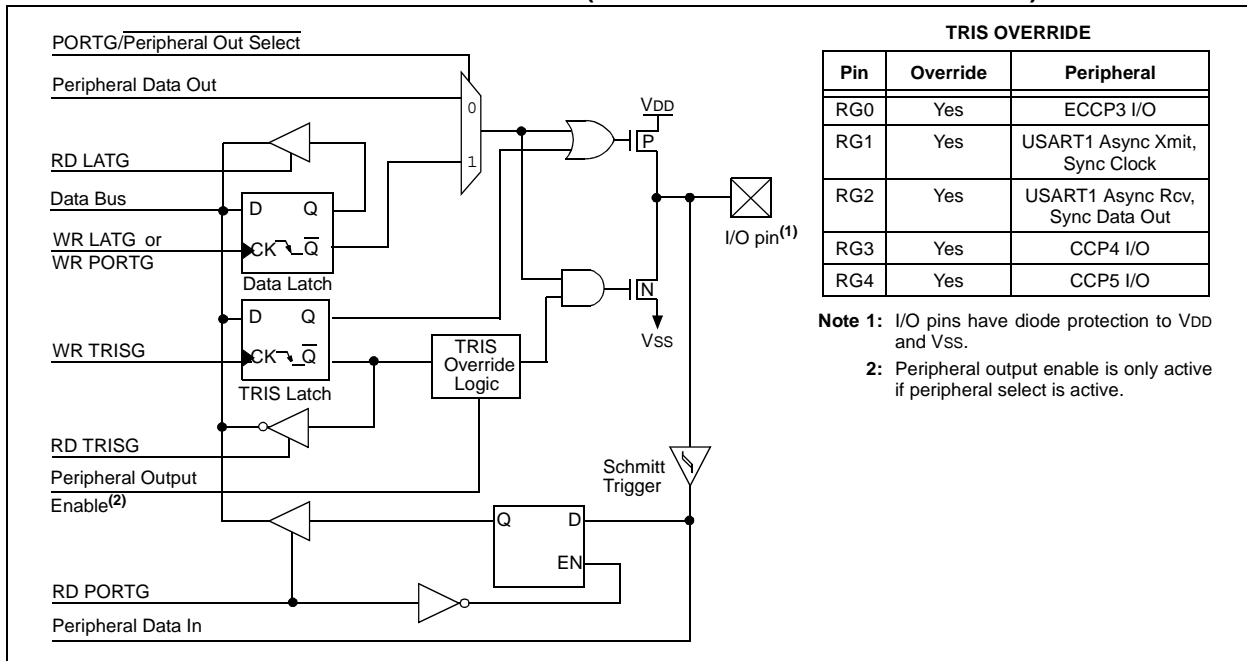 PORTG/Peripheral Out Select
Peripheral Data Out
0
VDD
P
RD LATG
1
Data Bus
D Q
I/O pin(1)
WR LATG or
WR PORTG
CK Q
Data Latch
D Q
N
WR TRISG
CK Q
TRIS Latch
TRIS
Override
Logic
VSS
RD TRISG
Schmitt
Trigger
Peripheral Output
Enable(2)
Q D
EN
RD PORTG
Peripheral Data In
TRIS OVERRIDE
Pin Override Peripheral
RG0 Yes ECCP3 I/O
RG1 Yes USART1 Async Xmit,
Sync Clock
RG2 Yes USART1 Async Rcv,
Sync Data Out
RG3 Yes CCP4 I/O
RG4 Yes CCP5 I/O
Note 1: I/O pins have diode protection to VDD
and VSS.
2: Peripheral output enable is only active
if peripheral select is active.